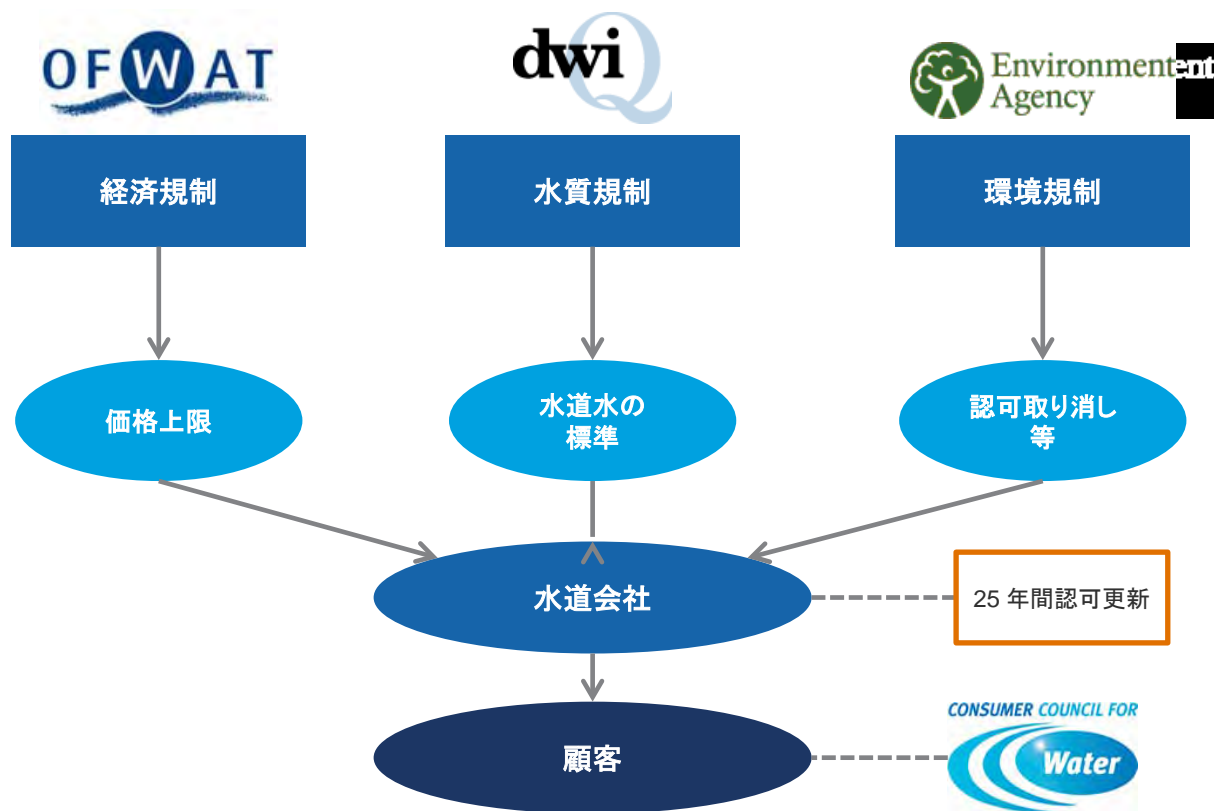 OFWAT
dwi
Environment
Agency
ent
経済規制
水質規制
環境規制
価格上限
水道水の
標準
認可取り消し
等
水道会社
25 年間認可更新
顧客
CONSUMER COUNCIL FOR
Water